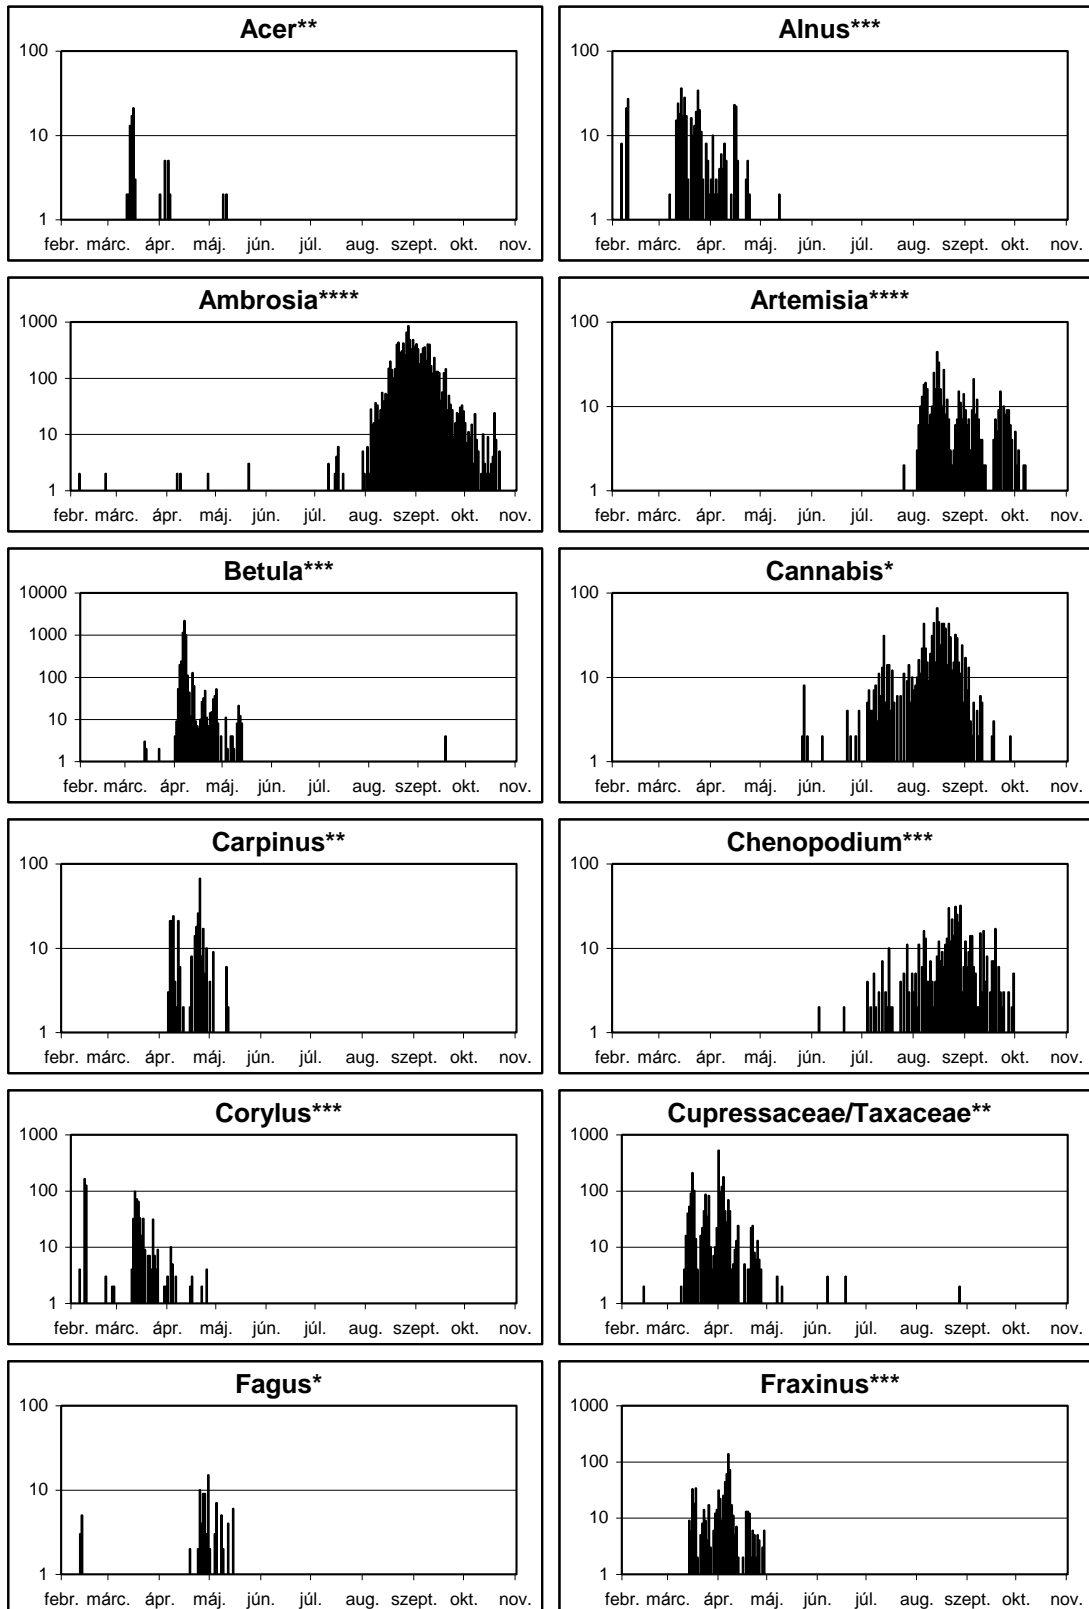 Acer**
100
10
1
febr. márc. ápr. máj. jún. júl. aug. szept. okt. nov.
Alnus***
100
10
1
febr. márc. ápr. máj. jún. júl. aug. szept. okt. nov.
Ambrosia****
1000
100
10
1
febr. márc. ápr. máj. jún. júl. aug. szept. okt. nov.
Artemisia****
100
10
1
febr. márc. ápr. máj. jún. júl. aug. szept. okt. nov.
Betula***
10000
1000
100
10
1
febr. márc. ápr. máj. jún. júl. aug. szept. okt. nov.
Cannabis*
100
10
1
febr. márc. ápr. máj. jún. júl. aug. szept. okt. nov.
Carpinus**
100
10
1
febr. márc. ápr. máj. jún. júl. aug. szept. okt. nov.
Chenopodium***
100
10
1
febr. márc. ápr. máj. jún. júl. aug. szept. okt. nov.
Corylus***
1000
100
10
1
febr. márc. ápr. máj. jún. júl. aug. szept. okt. nov.
Cupressaceae/Taxaceae**
1000
100
10
1
febr. márc. ápr. máj. jún. júl. aug. szept. okt. nov.
Fagus*
100
10
1
febr. márc. ápr. máj. jún. júl. aug. szept. okt. nov.
Fraxinus***
1000
100
10
1
febr. márc. ápr. máj. jún. júl. aug. szept. okt. nov.